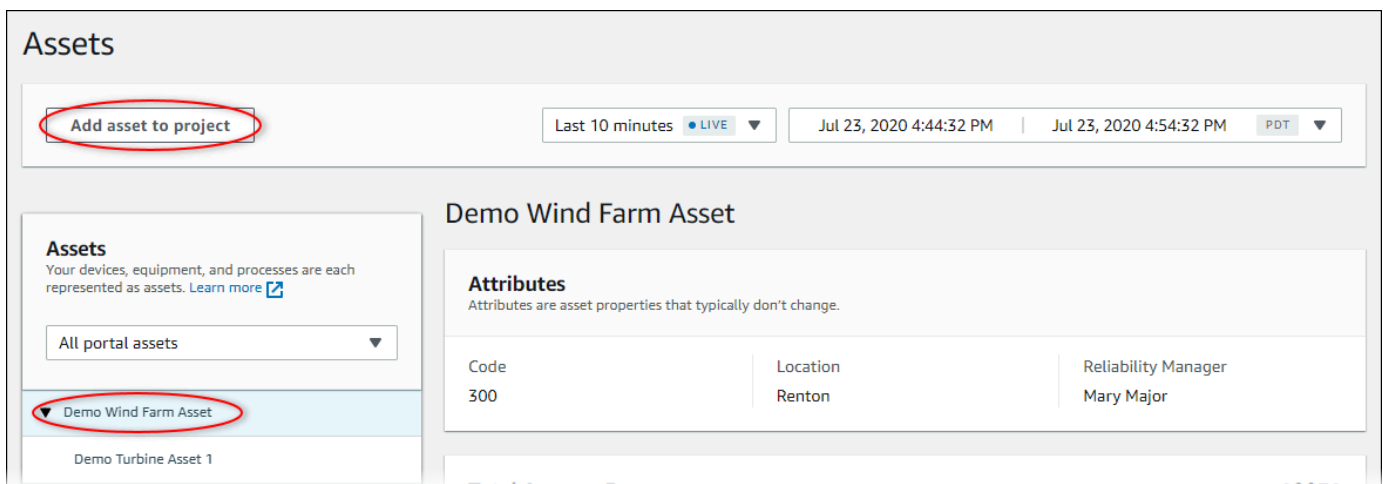 Assets
Add asset to project
Last 10 minutes LIVE
Jul 23, 2020 4:44:32 PM | Jul 23, 2020 4:54:32 PM PDT
Assets
Your devices, equipment, and processes are each
represented as assets. Learn more
All portal assets
Demo Wind Farm Asset
Demo Turbine Asset 1
Demo Wind Farm Asset
Attributes
Attributes are asset properties that typically don't change.
Code
300
Location
Renton
Reliability Manager
Mary Major